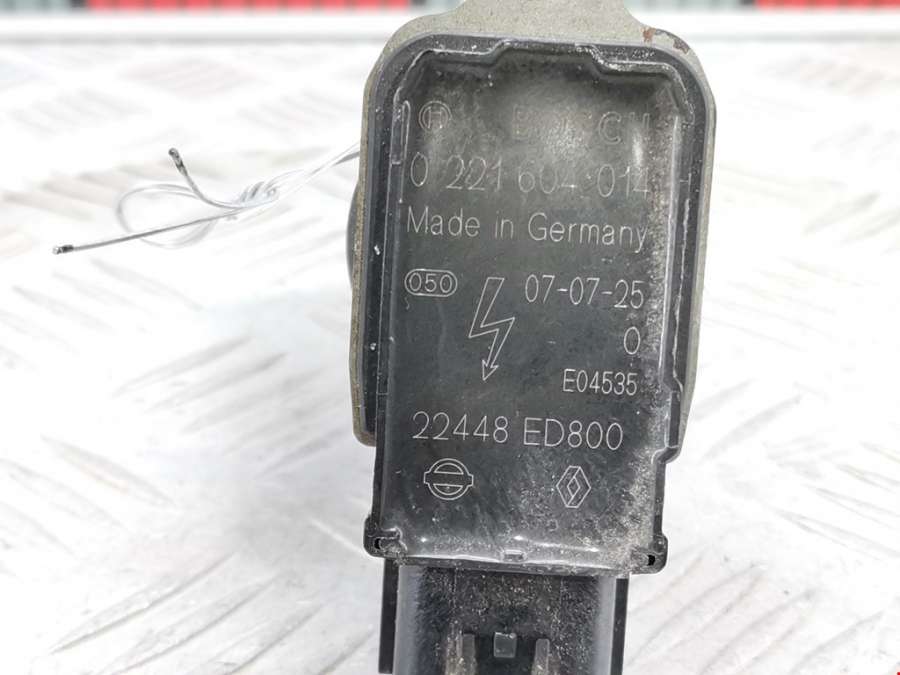 BOSCH
0 221 604 014
Made in Germany
050
07-07-25
0
E04535
22448 ED800